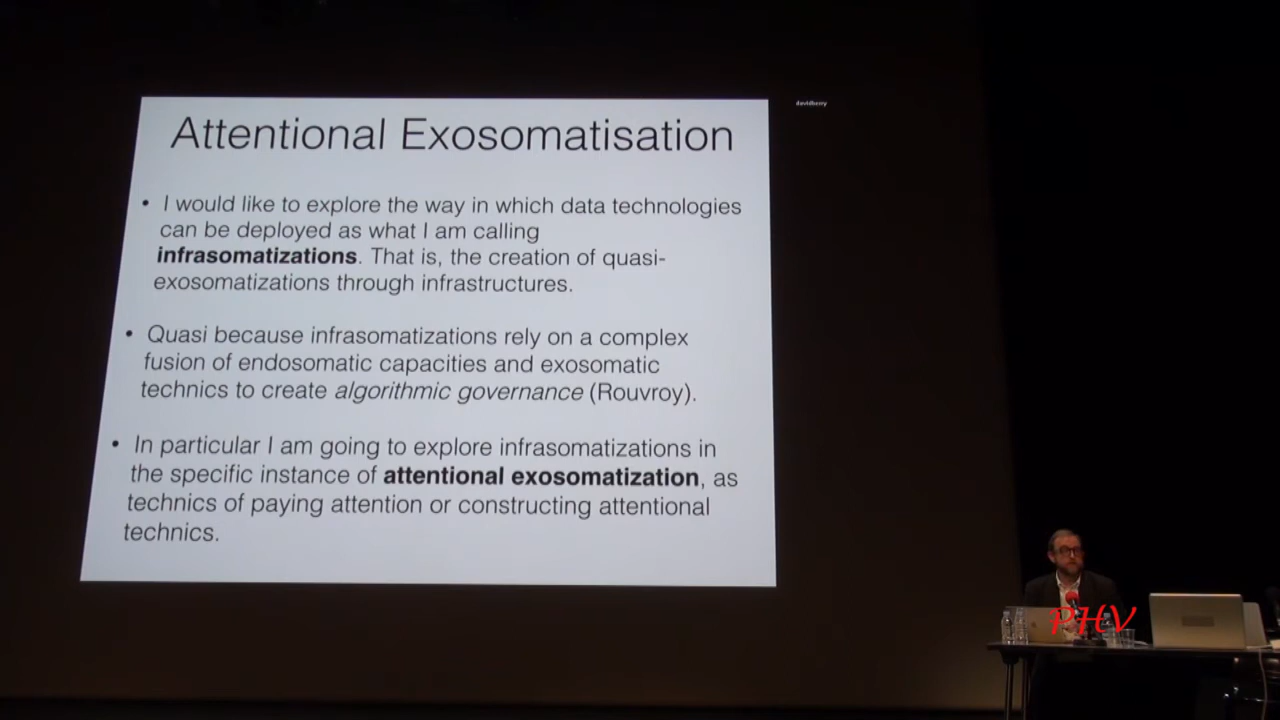 Attentional Exosomatisation
• I would like to explore the way in which data technologies
can be deployed as what I am calling
infrasomatizations. That is, the creation of quasi-
exosomatizations through infrastructures.
• Quasi because infrasomatizations rely on a complex
fusion of endosomatic capacities and exosomatic
technics to create algorithmic governance (Rouvroy).
• In particular I am going to explore infrasomatizations in
the specific instance of attentional exosomatization, as
technics of paying attention or constructing attentional
technics.
davidberry
PHV